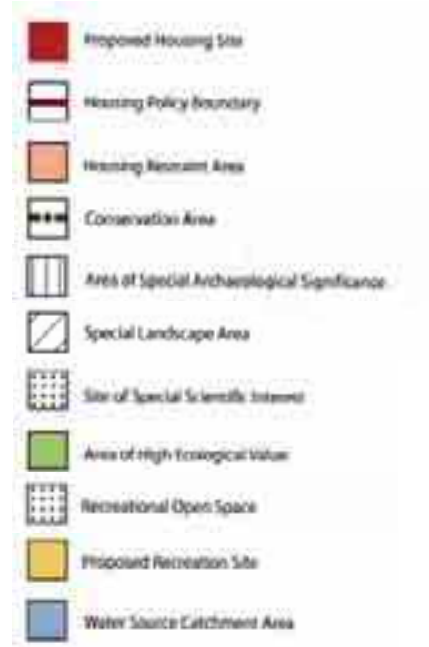 Proposed Housing Site
Housing Policy Boundary
Housing Restraint Area
Conservation Area
Area of Special Archaeological Significance
Special Landscape Area
Site of Special Scientific Interest
Area of High Ecological Value
Recreational Open Space
Proposed Recreation Site
Water Source Catchment Area